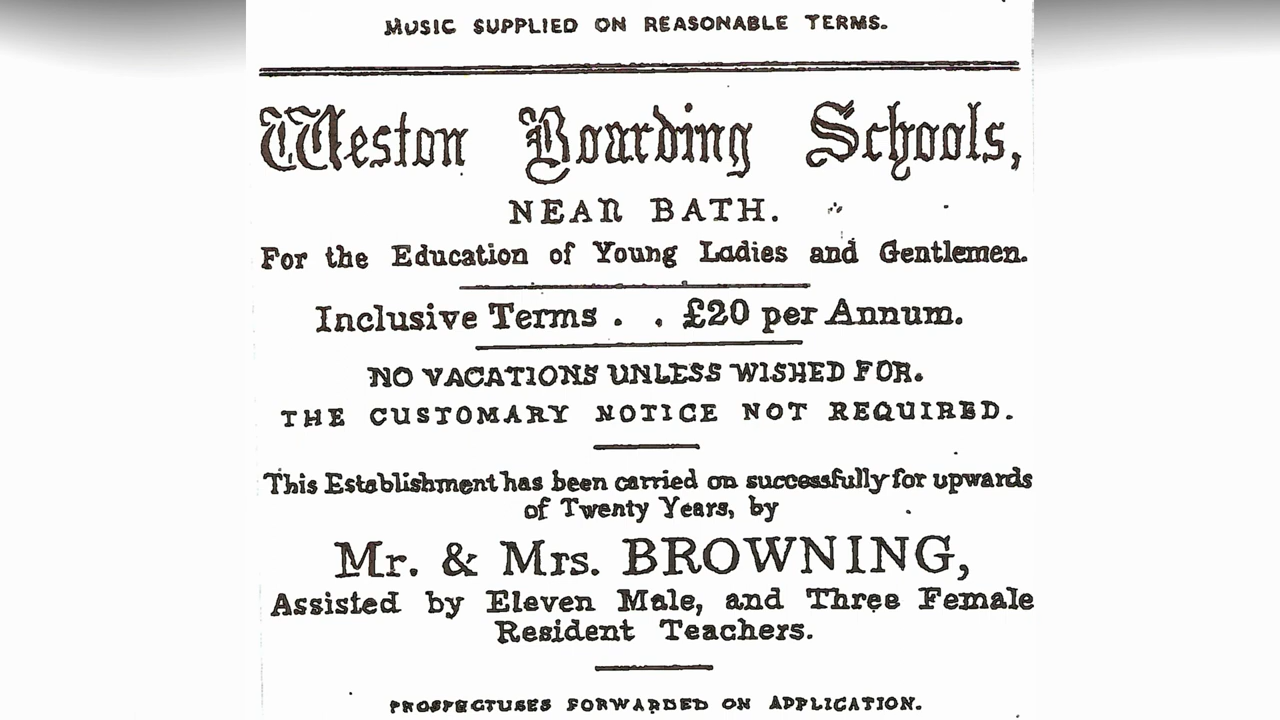 MUSIC SUPPLIED ON REASONABLE TERMS.
Weston Boarding Schools,
NEAR BATH.
For the Education of Young Ladies and Gentlemen.
Inclusive Terms . . £20 per Annum.
NO VACATIONS UNLESS WISHED FOR.
THE CUSTOMARY NOTICE NOT REQUIRED.
This Establishment has been carried on successfully for upwards
of Twenty Years, by
Mr. & Mrs. BROWNING,
Assisted by Eleven Male, and Three Female
Resident Teachers.
PROSPECTUSES FORWARDED ON APPLICATION.